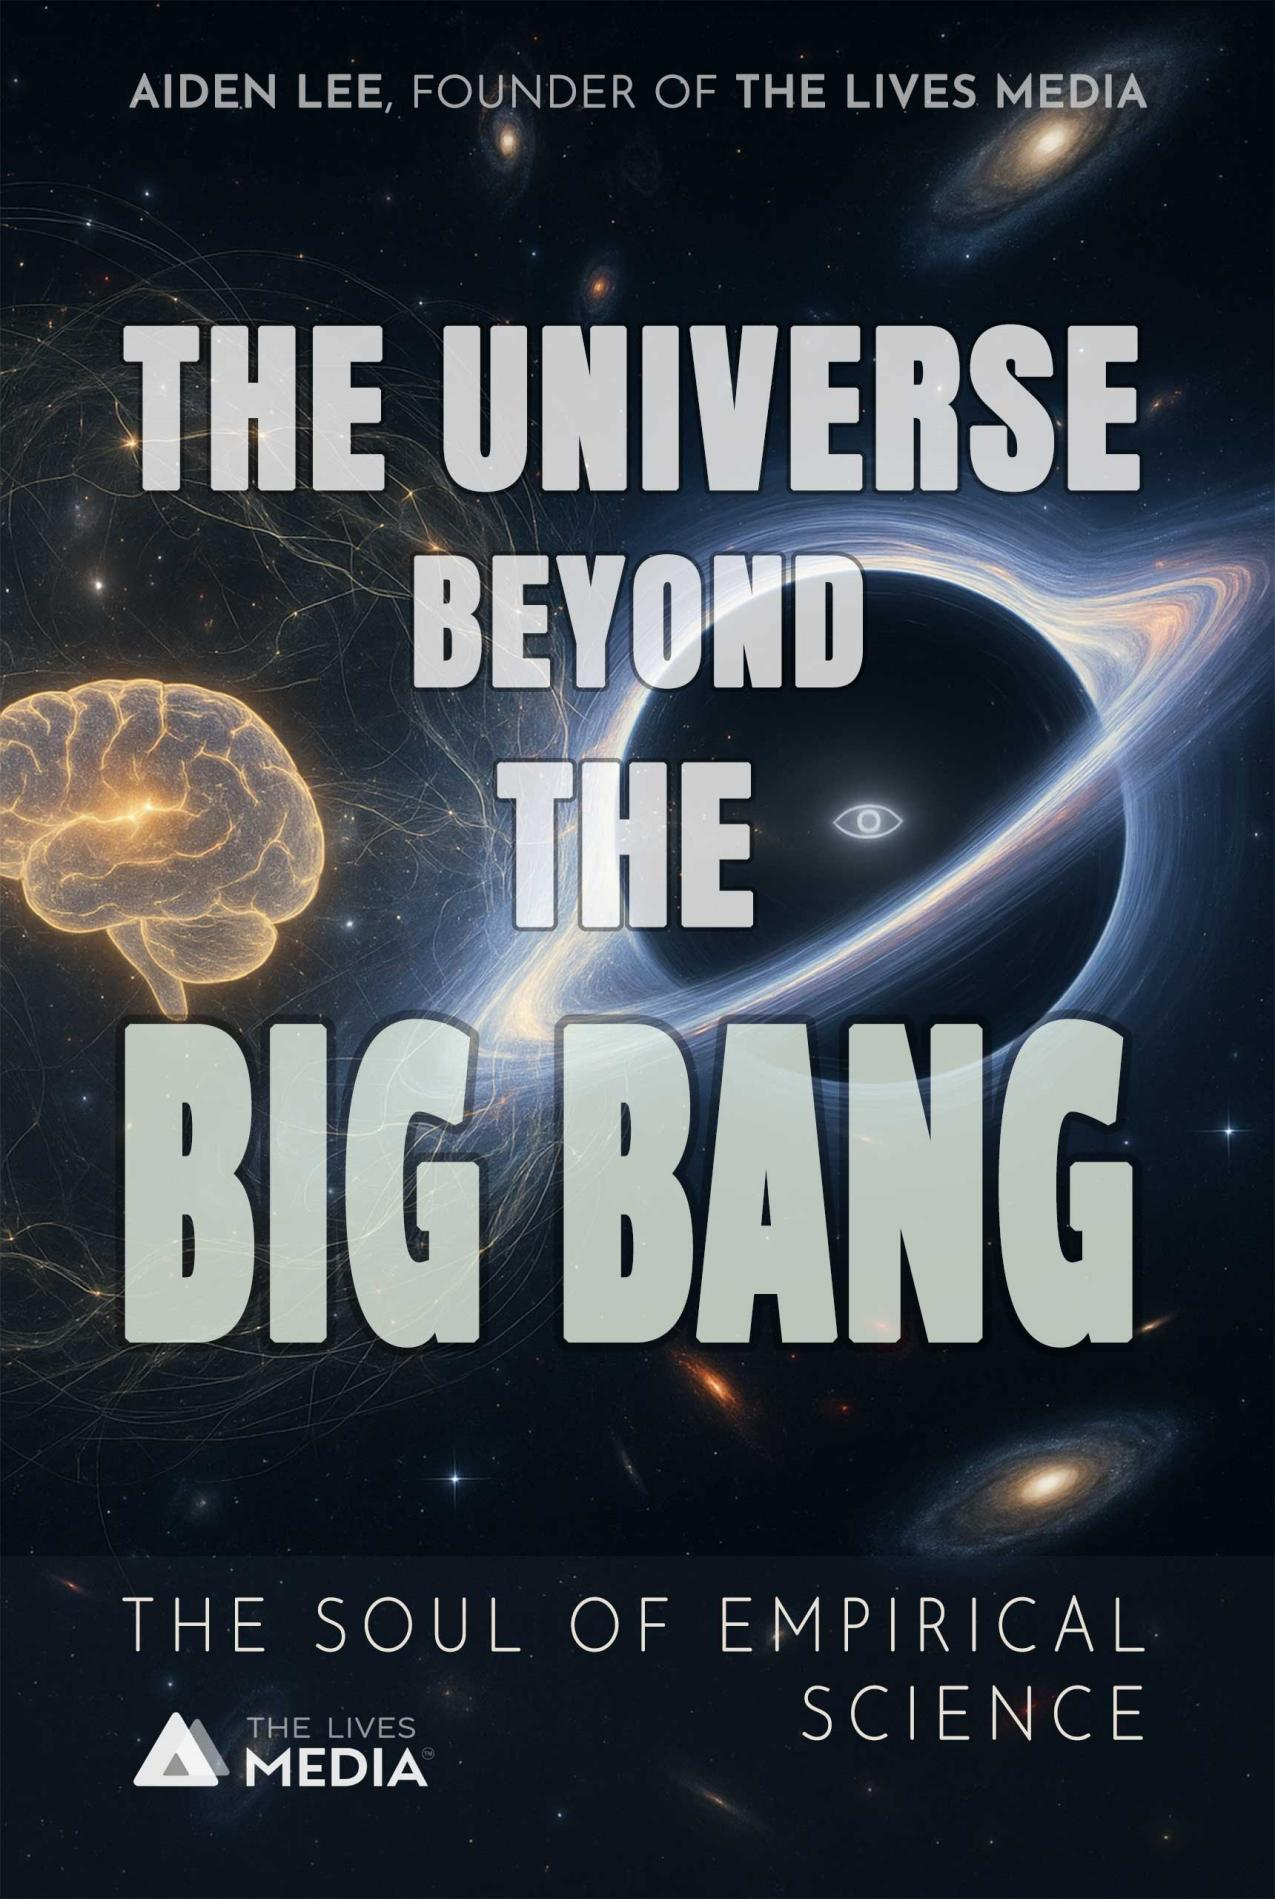 AIDEN LEE, FOUNDER OF THE LIVES MEDIA
THE UNIVERSE
BEYOND
THE
BIG BANG
THE SOUL OF EMPIRICAL
SCIENCE
THE LIVES
MEDIA™